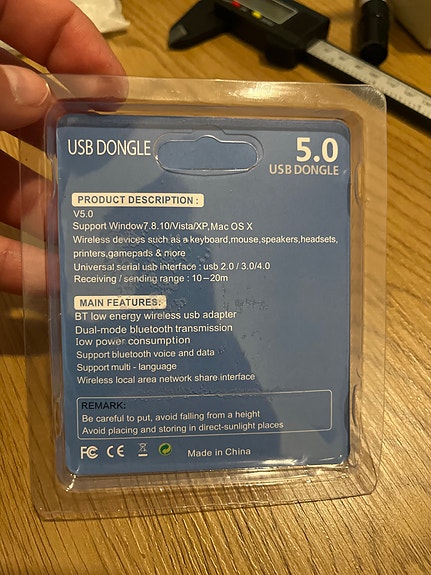 USB DONGLE
5.0
USB DONGLE
PRODUCT DESCRIPTION :
V5.0
Support Window7.8.10/Vista/XP,Mac OS X
Wireless devices such as a keyboard,mouse,speakers,headsets,
printers,gamepads & more
Universal serial usb interface : usb 2.0 / 3.0/4.0
Receiving / sending range : 10-20m
MAIN FEATURES:
BT low energy wireless usb adapter
Dual-mode bluetooth transmission
low power consumption
Support bluetooth voice and data
Support multi - language
Wireless local area network share interface
REMARK:
Be careful to put, avoid falling from a height
Avoid placing and storing in direct-sunlight places
FC CE Made in China